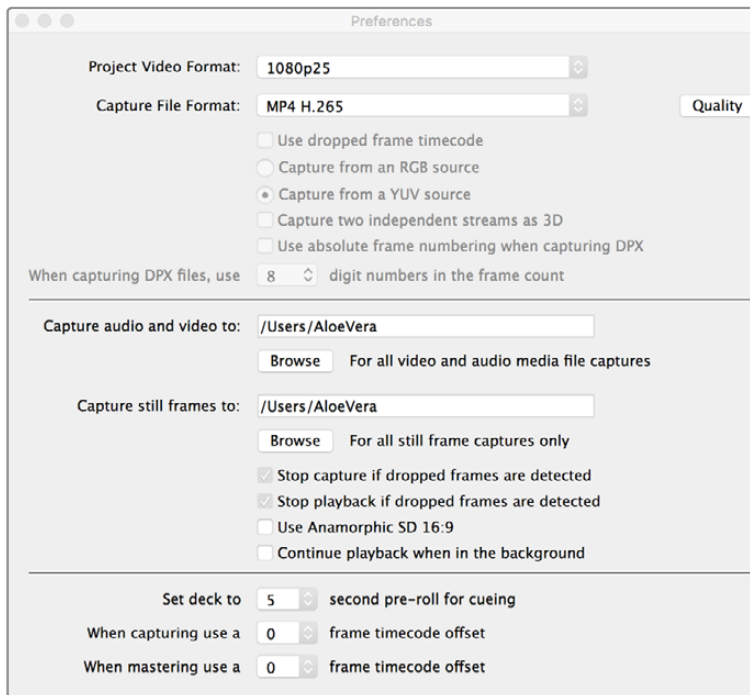 Preferences
Project Video Format: 1080p25
Capture File Format: MP4 H.265 Quality
Use dropped frame timecode
Capture from an RGB source
Capture from a YUV source
Capture two independent streams as 3D
Use absolute frame numbering when capturing DPX
When capturing DPX files, use 8 digit numbers in the frame count
Capture audio and video to: /Users/AloeVera
Browse For all video and audio media file captures
Capture still frames to: /Users/AloeVera
Browse For all still frame captures only
Stop capture if dropped frames are detected
Stop playback if dropped frames are detected
Use Anamorphic SD 16:9
Continue playback when in the background
Set deck to 5 second pre-roll for cueing
When capturing use a 0 frame timecode offset
When mastering use a 0 frame timecode offset